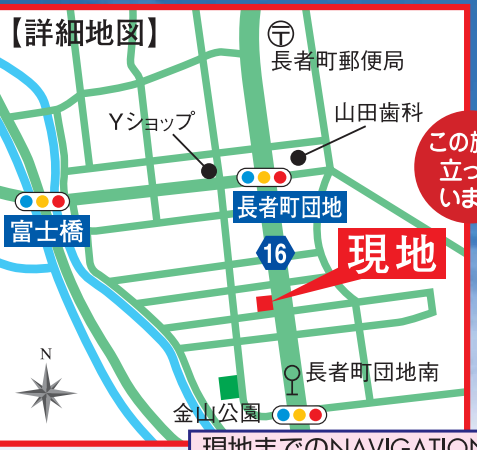 【詳細地図】
長者町郵便局
Yショップ
山田歯科
この
立っ
いま
長者町団地
富士橋
16
現地
N
長者町団地南
金山公園
現地までのNAVIGATION